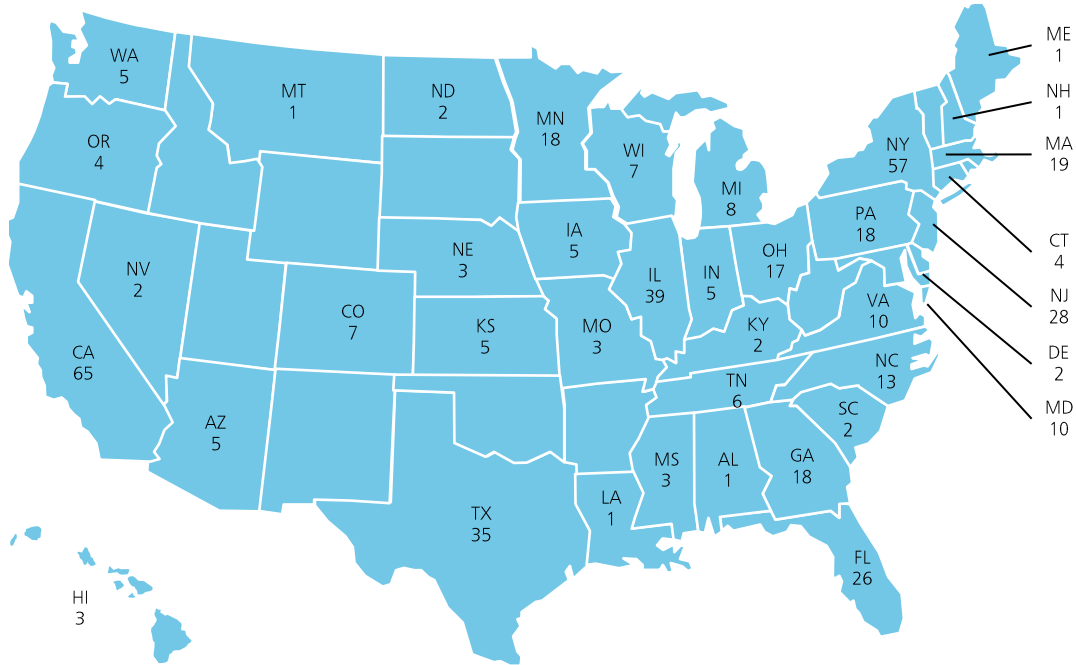 WA
5
MT
1
ND
2
MN
18
OR
4
WI
7
MI
8
NY
57
ME
1
NH
1
MA
19
CT
4
NJ
28
DE
2
MD
10
NV
2
NE
3
IA
5
IL
39
IN
5
OH
17
PA
18
CA
65
CO
7
KS
5
MO
3
KY
2
VA
10
AZ
5
TN
6
NC
13
SC
2
TX
35
LA
1
MS
3
AL
1
GA
18
FL
26
HI
3